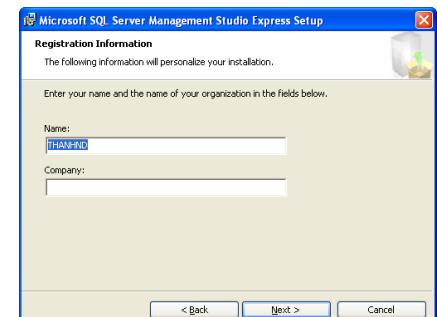 Microsoft SQL Server Management Studio Express Setup
Registration Information
The following information will personalize your installation.
Enter your name and the name of your organization in the fields below.
Name:
THANHND
Company:
< Back
Next >
Cancel